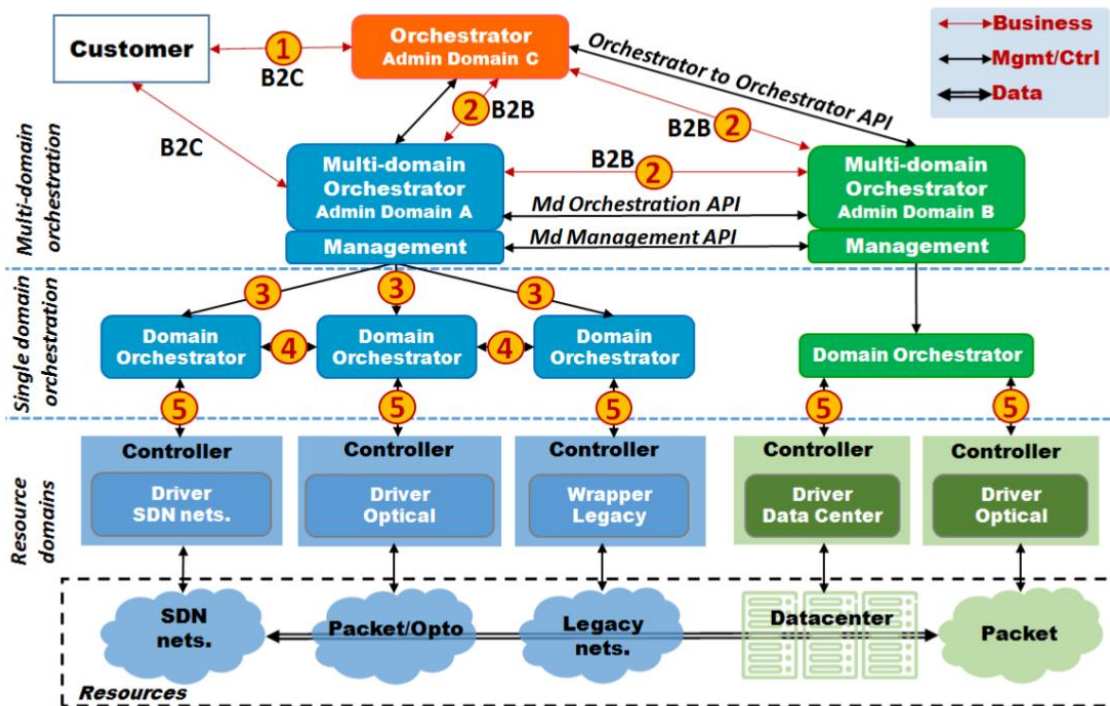 Customer
1
B2C
Orchestrator
Admin Domain C
Orchestrator to Orchestrator API
Business
Mgmt/Ctrl
Data
B2C
2
B2B
B2B
2
Multi-domain
orchestration
Multi-domain
Orchestrator
Admin Domain A
Management
B2B
2
Md Orchestration API
Md Management API
Multi-domain
Orchestrator
Admin Domain B
Management
Single domain
orchestration
3
3
3
Domain
Orchestrator
4
Domain
Orchestrator
4
Domain
Orchestrator
Domain Orchestrator
5
5
5
5
5
Resource
domains
Controller
Driver
SDN nets.
Controller
Driver
Optical
Controller
Wrapper
Legacy
Controller
Driver
Data Center
Controller
Driver
Optical
SDN
nets.
Packet/Opto
Legacy
nets.
Datacenter
Packet
Resources